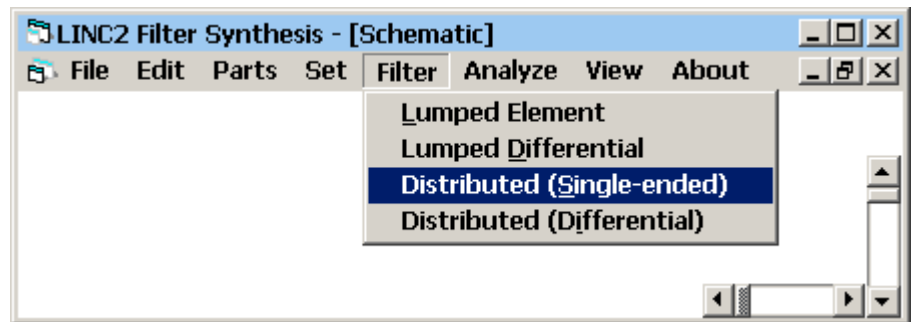 LINC2 Filter Synthesis - [Schematic]
File Edit Parts Set Filter Analyze View About
Lumped Element
Lumped Differential
Distributed (Single-ended)
Distributed (Differential)